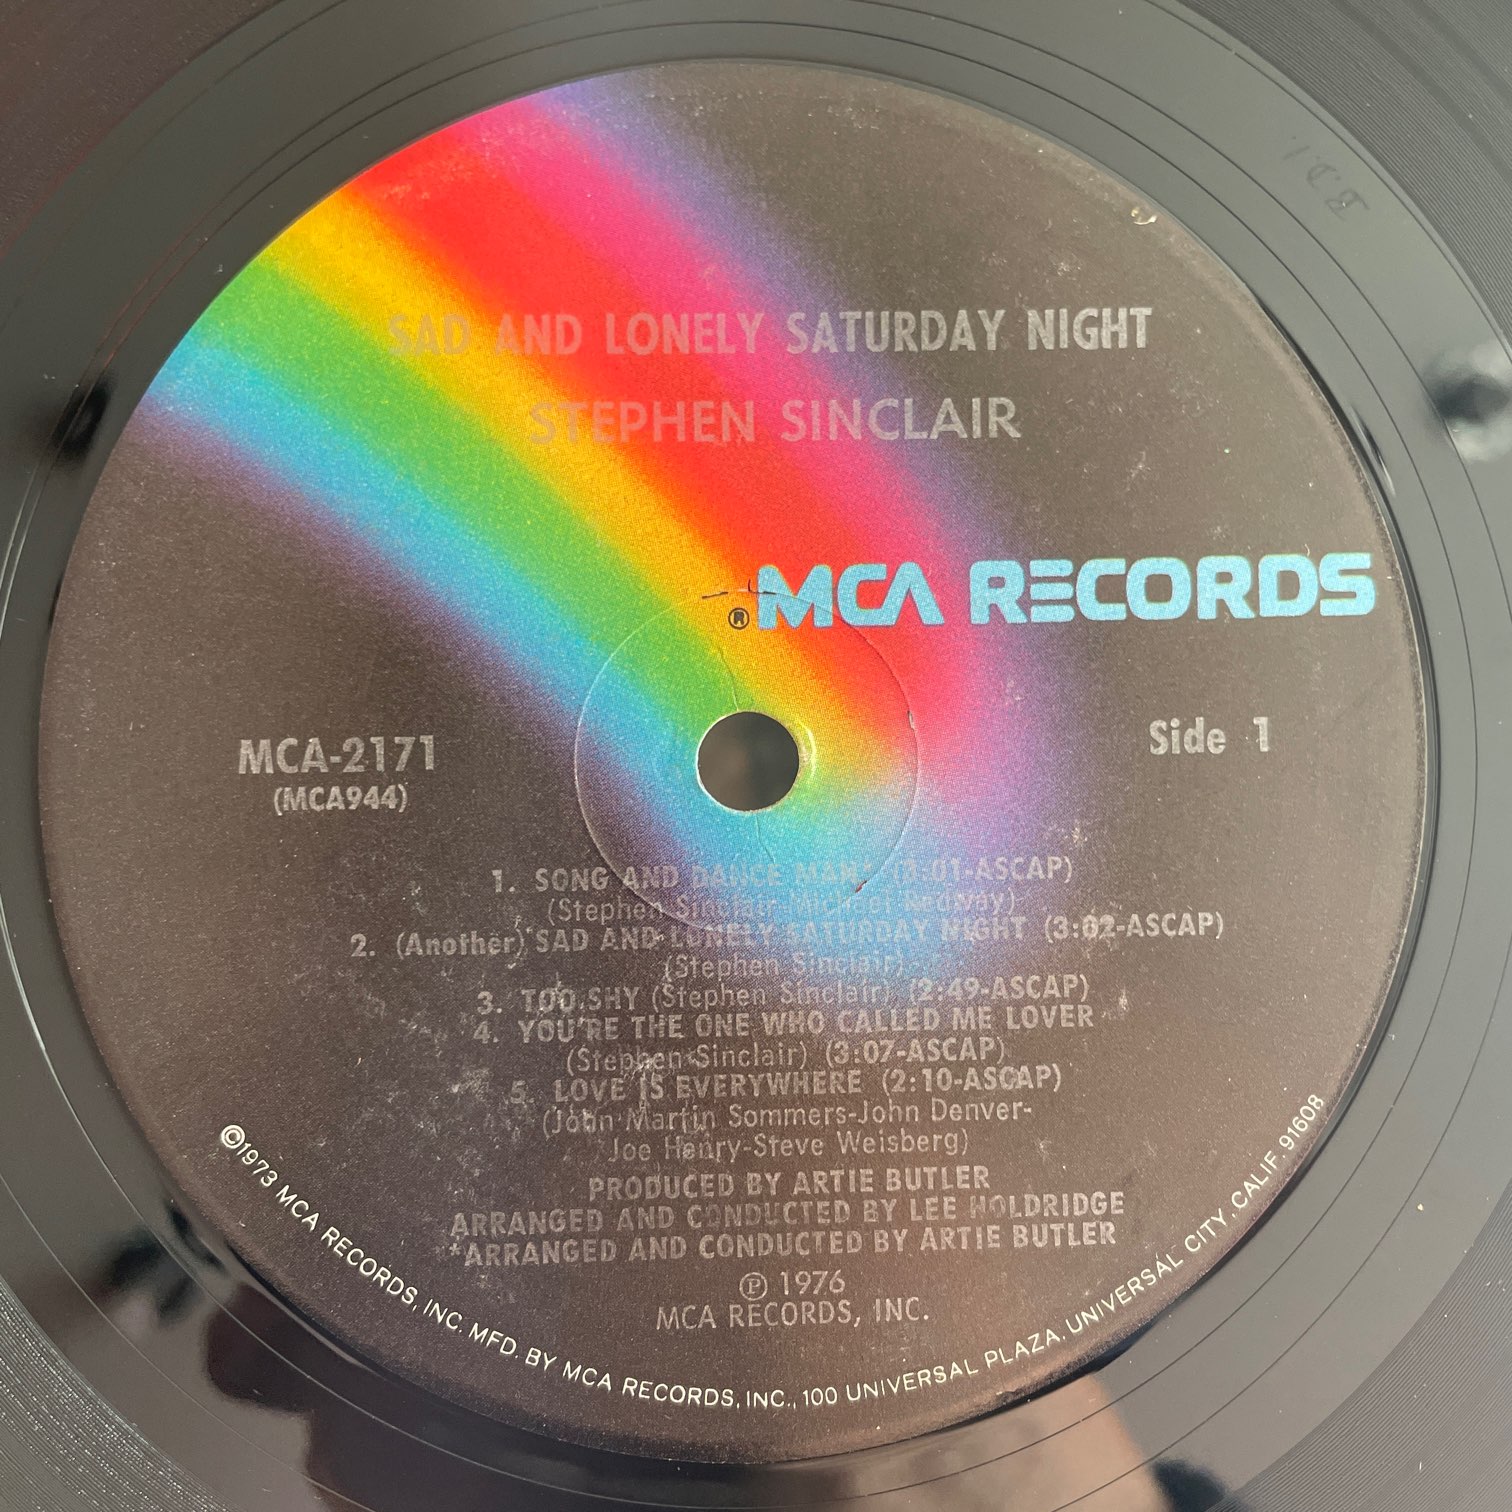 SAD AND LONELY SATURDAY NIGHT
STEPHEN SINCLAIR
® MCA RECORDS
MCA-2171
(MCA944)
Side 1
1. SONG AND DANCE MAN* (3:01-ASCAP)
(Stephen Sinclair-Michael Redway)
2. (Another) SAD AND LONELY SATURDAY NIGHT (3:02-ASCAP)
(Stephen Sinclair)
3. TOO SHY (Stephen Sinclair) (2:49-ASCAP)
4. YOU'RE THE ONE WHO CALLED ME LOVER
(Stephen Sinclair) (3:07-ASCAP)
5. LOVE IS EVERYWHERE (2:10-ASCAP)
(John Martin Sommers-John Denver-
Joe Henry-Steve Weisberg)
PRODUCED BY ARTIE BUTLER
ARRANGED AND CONDUCTED BY LEE HOLDRIDGE
*ARRANGED AND CONDUCTED BY ARTIE BUTLER
℗ 1976
MCA RECORDS, INC.
©1973 MCA RECORDS, INC. MFD. BY MCA RECORDS, INC., 100 UNIVERSAL PLAZA, UNIVERSAL CITY, CALIF. 91608